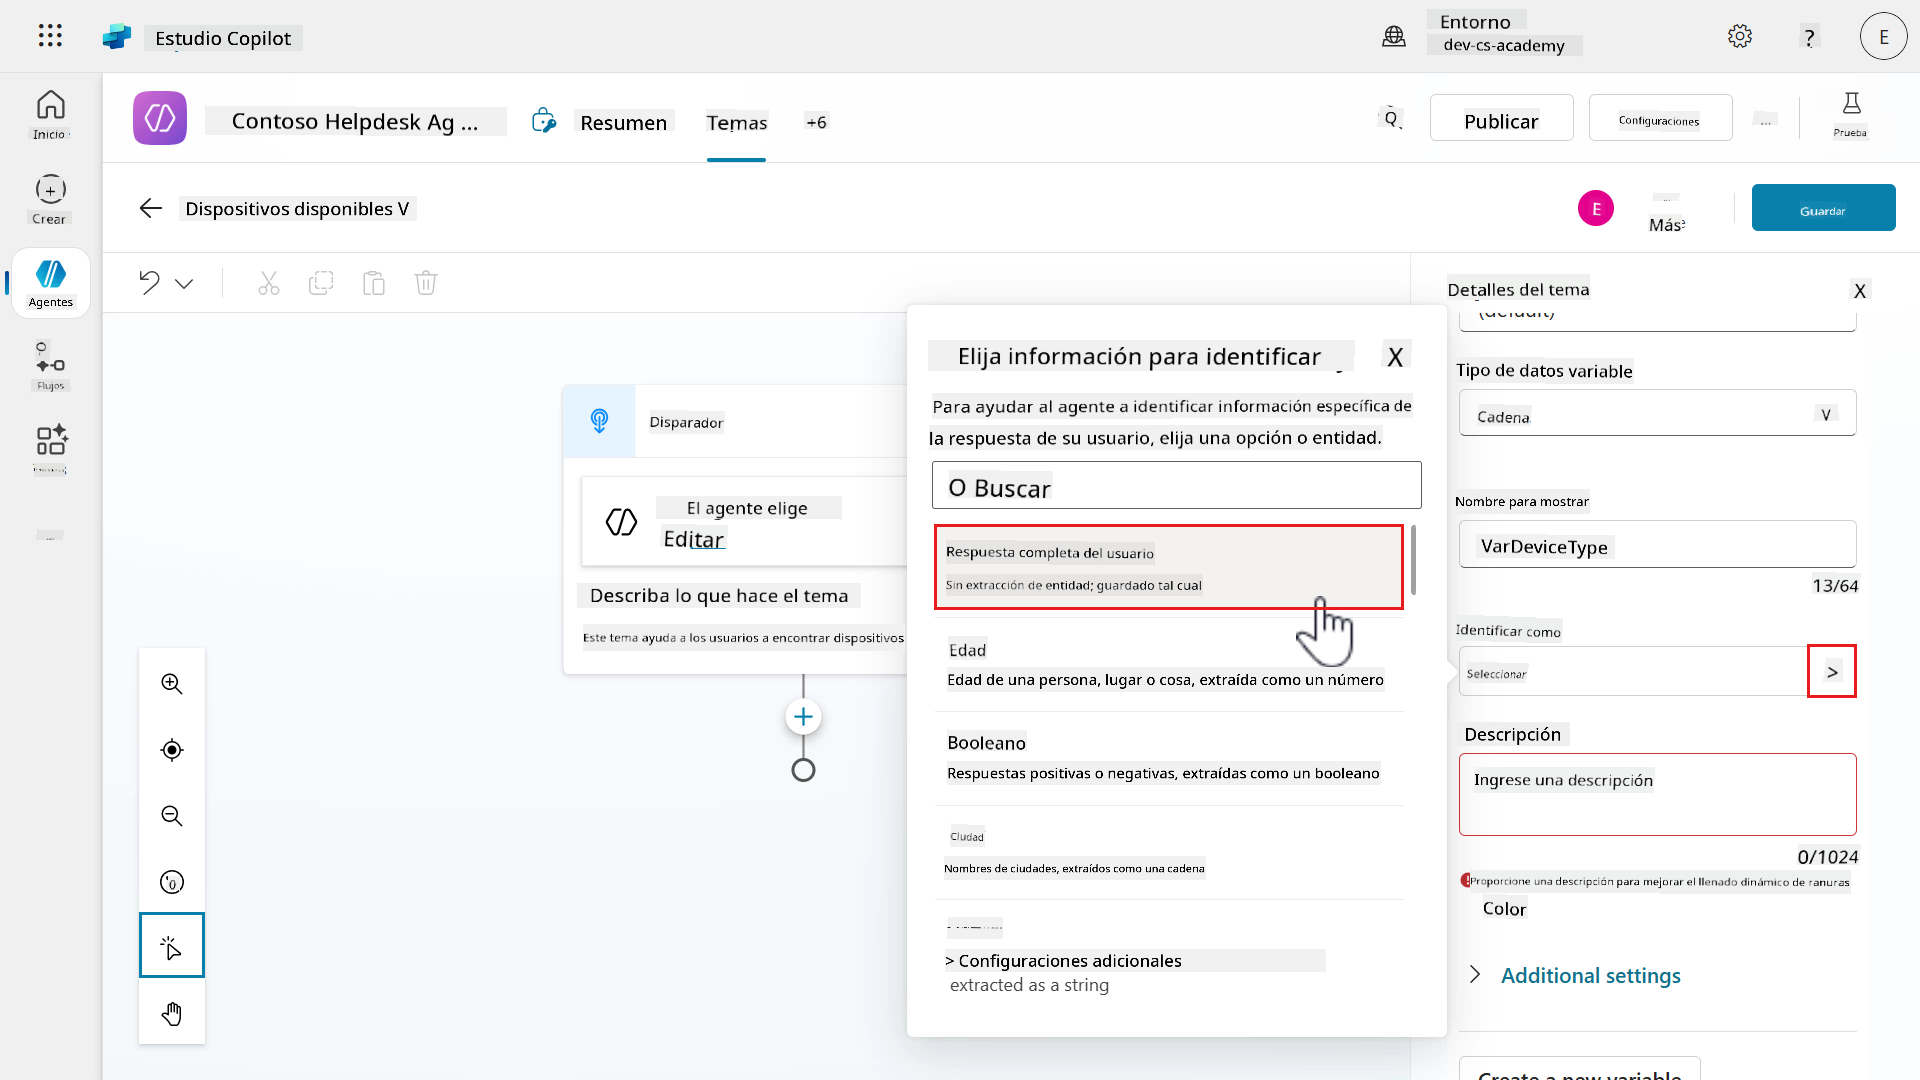 Estudio Copilot
Entorno
dev-cs-academy
?
E
Inicio
Crear
Agentes
Flujos
...
Contoso Helpdesk Ag ...
Resumen
Temas
+6
Q
Publicar
Configuraciones
...
Prueba
Dispositivos disponibles V
E
Más
Guardar
Disparador
El agente elige
Editar
Describa lo que hace el tema
Este tema ayuda a los usuarios a encontrar dispositivos
Elija información para identificar
X
Para ayudar al agente a identificar información específica de
la respuesta de su usuario, elija una opción o entidad.
O Buscar
Respuesta completa del usuario
Sin extracción de entidad; guardado tal cual
Edad
Edad de una persona, lugar o cosa, extraída como un número
Booleano
Respuestas positivas o negativas, extraídas como un booleano
Ciudad
Nombres de ciudades, extraídos como una cadena
> Configuraciones adicionales
extracted as a string
Detalles del tema
X
(default)
Tipo de datos variable
Cadena
V
Nombre para mostrar
VarDeviceType
13/64
Identificar como
Seleccionar
>
Descripción
Ingrese una descripción
0/1024
Proporcione una descripción para mejorar el llenado dinámico de ranuras
Color
Additional settings
Create a new variable